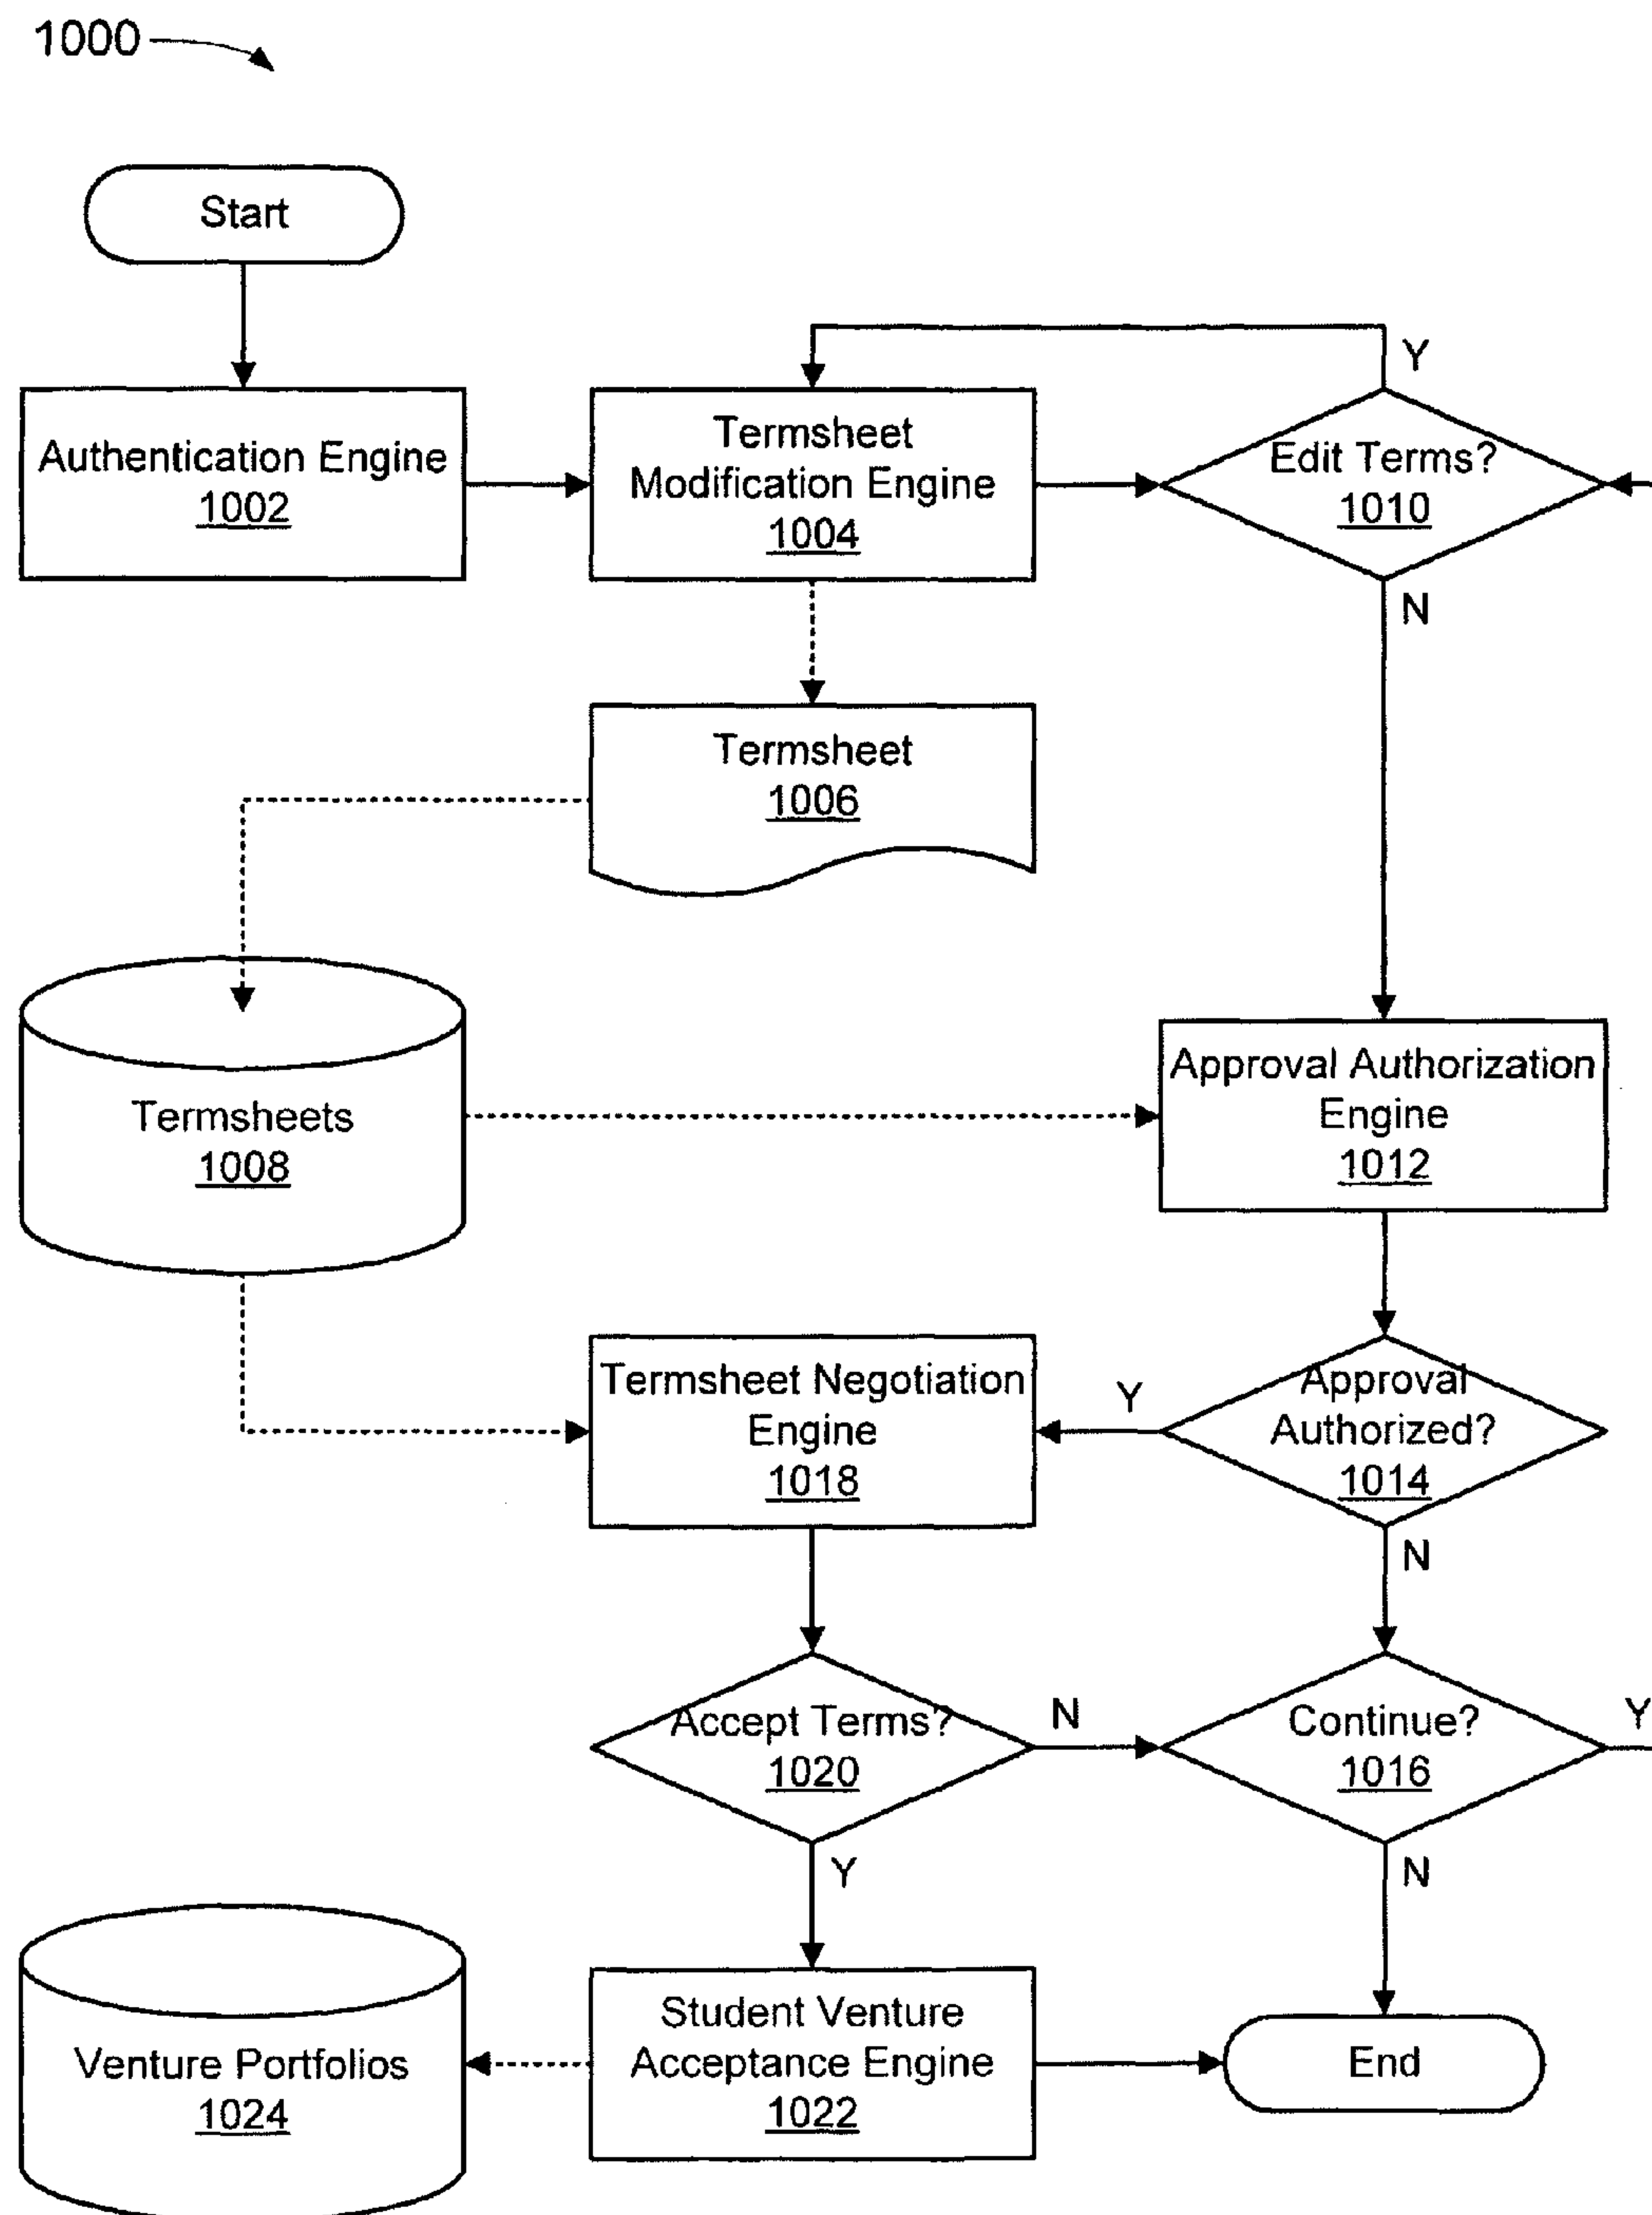 1000
Start
Y
Authentication Engine
1002
Termsheet
Modification Engine
1004
Edit Terms?
1010
N
Termsheet
1006
Termsheets
1008
Approval Authorization
Engine
1012
Termsheet Negotiation
Engine
1018
Y
Approval
Authorized?
1014
N
Accept Terms?
1020
N
Continue?
1016
Y
Y
N
Venture Portfolios
1024
Student Venture
Acceptance Engine
1022
End